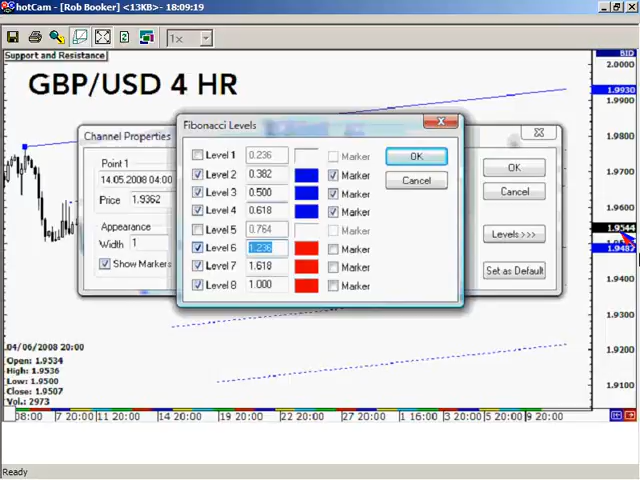 hotCam - [Rob Booker] <13KB> - 18:09:19
1×
Support and Resistance
BID
GBP/USD 4 HR
2.0000
1.9930
1.9900
1.9800
1.9700
1.9600
1.9544
1.9487
1.9400
1.9300
1.9200
1.9100
Channel Properties
Point 1
14.05.2008 04:00
Price 1.9362
Appearance
Width 1
Show Markers
OK
Cancel
Levels >>>
Set as Default
Fibonacci Levels
Level 1 0.236 Marker
Level 2 0.382 Marker
Level 3 0.500 Marker
Level 4 0.618 Marker
Level 5 0.764 Marker
Level 6 1.236 Marker
Level 7 1.618 Marker
Level 8 1.000 Marker
OK
Cancel
04/06/2008 20:00
Open: 1.9534
High: 1.9536
Low: 1.9500
Close: 1.9507
Vol.: 2973
08:00 7 20:00 11 20:00 14 20:00 19 20:00 22 20:00 27 20:00 1 16:00 3 20:00 5 20:00 9 20:00
Ready